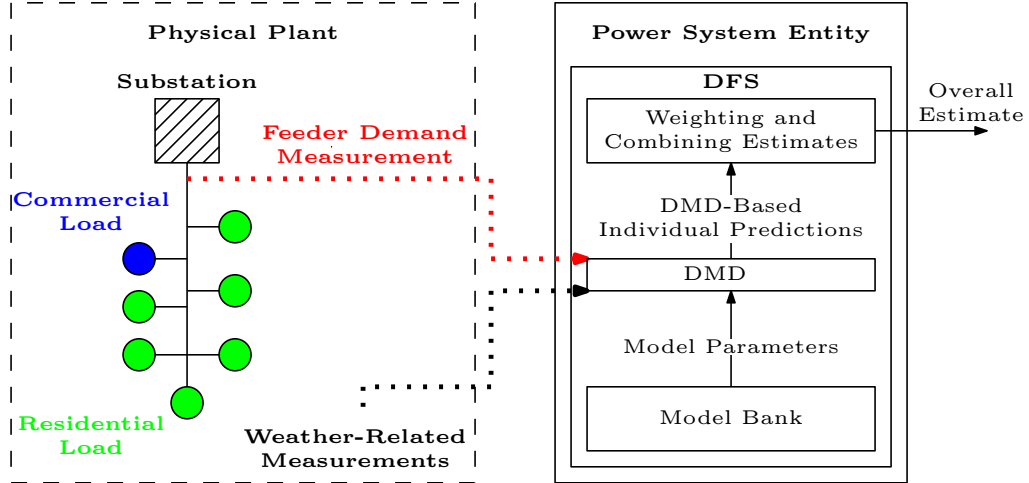 Physical Plant
Substation
Feeder Demand
Measurement
Commercial
Load
Residential
Load
Weather-Related
Measurements
Power System Entity
DFS
Weighting and
Combining Estimates
Overall
Estimate
DMD-Based
Individual Predictions
DMD
Model Parameters
Model Bank